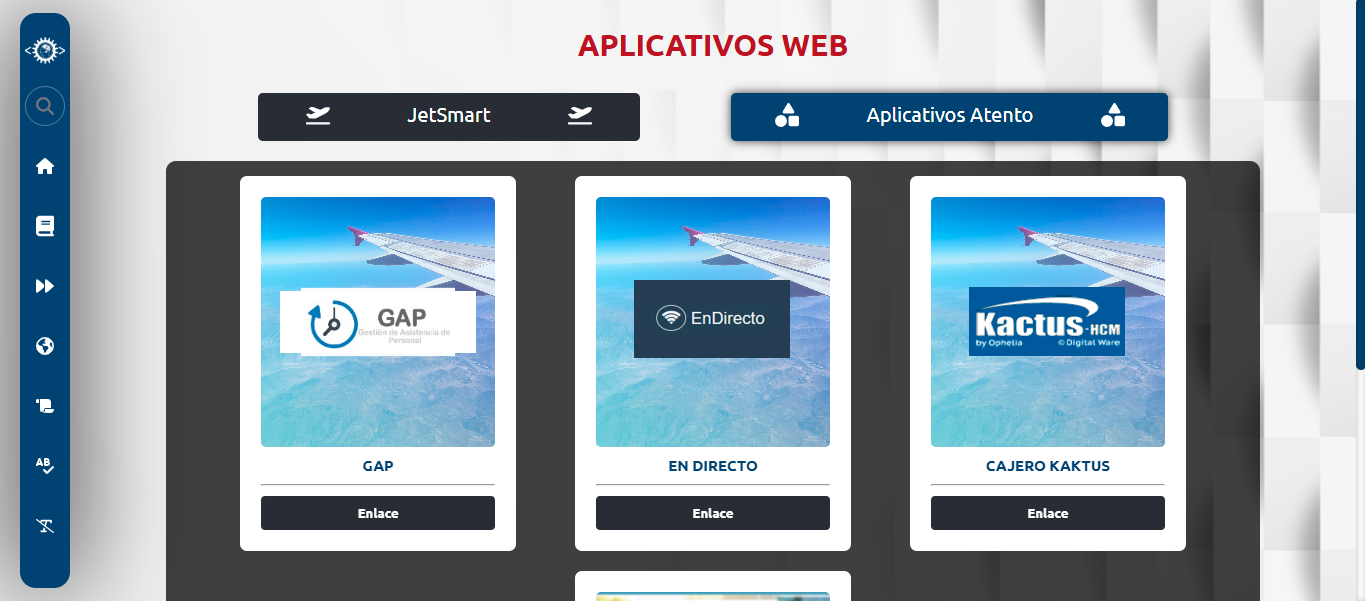 APLICATIVOS WEB
JetSmart
Aplicativos Atento
GAP
Gestión de Asistencia de
Personal
EnDirecto
Kactus-HCM
by Ophelia © Digital Ware
GAP
EN DIRECTO
CAJERO KAKTUS
Enlace
Enlace
Enlace
AB